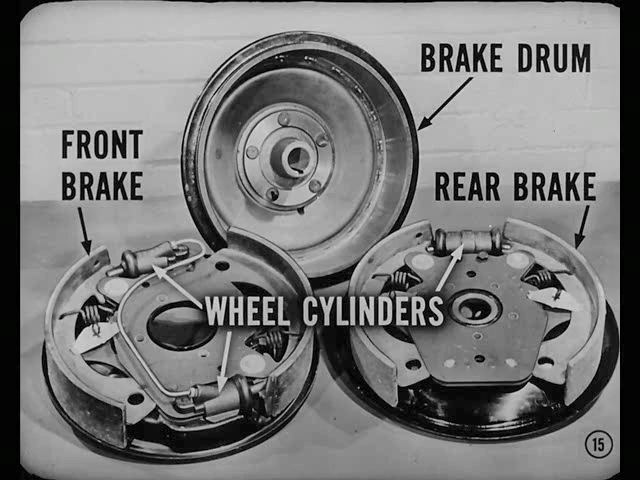 BRAKE DRUM
FRONT
BRAKE
REAR BRAKE
WHEEL CYLINDERS
15